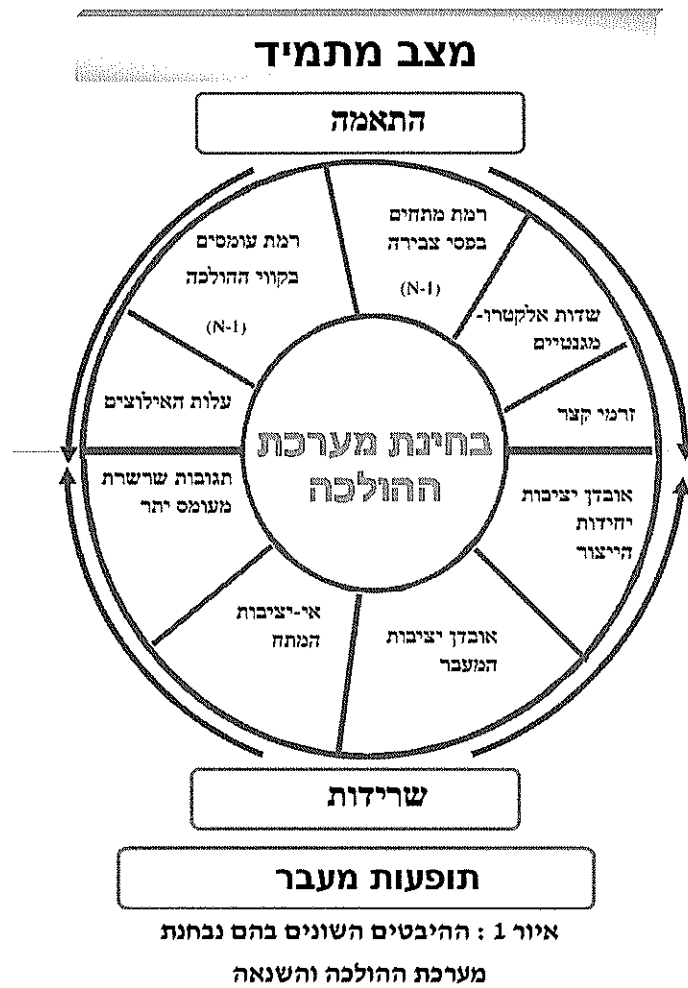 מצב מתמיד
התאמה
רמת מתחים
בפסי צבירה
(N-1)
שדות אלקטרו-
מגנטיים
זרמי קצר
רמת עומסים
בקווי ההולכה
(N-1)
עלות האילוצים
בחינת מערכת
ההולכה
אובדן יציבות
יחידות
הייצור
אובדן יציבות
המעבר
אי-יציבות
המתח
תגובות שרשרת
מעומס יתר
שרידות
תופעות מעבר
איור 1 : ההיבטים השונים בהם נבחנת
מערכת ההולכה והשנאה